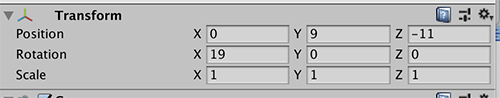 Transform
Position X 0 Y 9 Z -11
Rotation X 19 Y 0 Z 0
Scale X 1 Y 1 Z 1